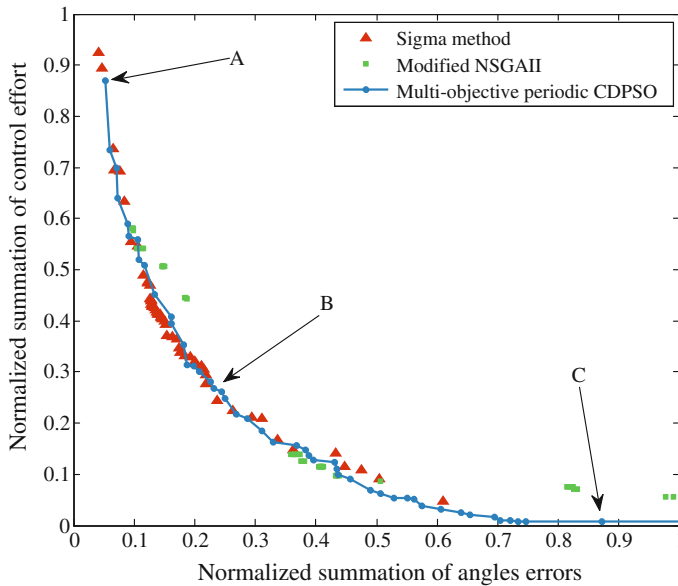 Normalized summation of control effort
1
0.9
0.8
0.7
0.6
0.5
0.4
0.3
0.2
0.1
0
A
B
C
Sigma method
Modified NSGAII
Multi-objective periodic CDPSO
0 0.1 0.2 0.3 0.4 0.5 0.6 0.7 0.8 0.9
Normalized summation of angles errors